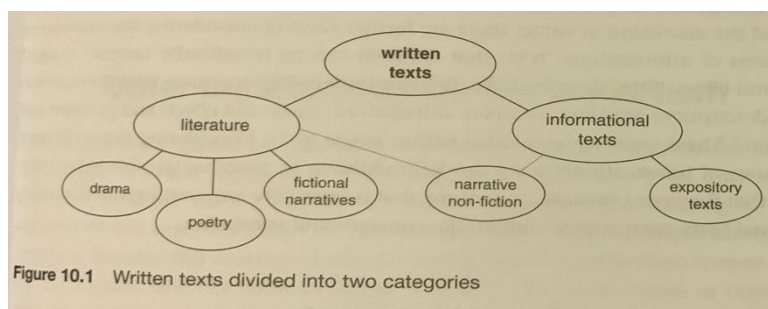 written
texts
literature
informational
texts
drama
poetry
fictional
narratives
narrative
non-fiction
expository
texts
Figure 10.1 Written texts divided into two categories